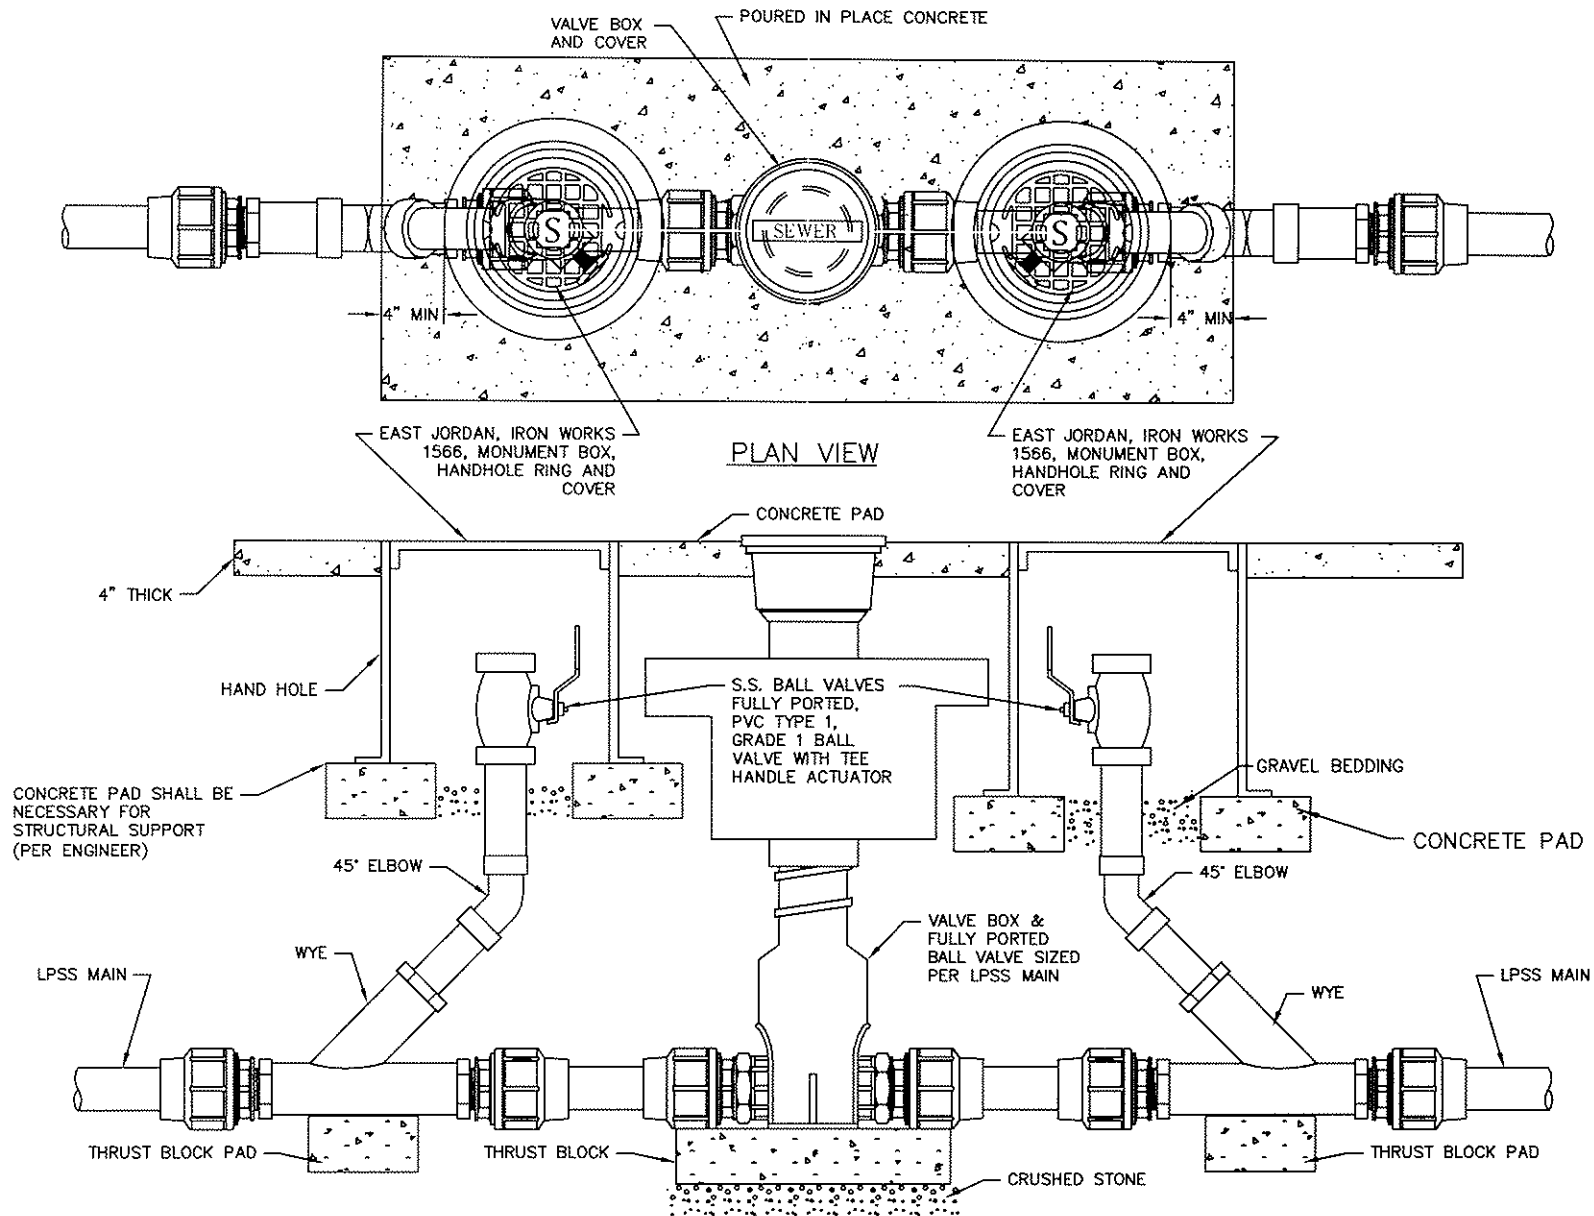 VALVE BOX
AND COVER
POURED IN PLACE CONCRETE
S
SEWER
S
4" MIN
4" MIN
EAST JORDAN, IRON WORKS
1566, MONUMENT BOX,
HANDHOLE RING AND
COVER
PLAN VIEW
EAST JORDAN, IRON WORKS
1566, MONUMENT BOX,
HANDHOLE RING AND
COVER
CONCRETE PAD
4" THICK
HAND HOLE
S.S. BALL VALVES
FULLY PORTED,
PVC TYPE 1,
GRADE 1 BALL
VALVE WITH TEE
HANDLE ACTUATOR
GRAVEL BEDDING
CONCRETE PAD SHALL BE
NECESSARY FOR
STRUCTURAL SUPPORT
(PER ENGINEER)
CONCRETE PAD
45° ELBOW
45° ELBOW
VALVE BOX &
FULLY PORTED
BALL VALVE SIZED
PER LPSS MAIN
WYE
LPSS MAIN
LPSS MAIN
WYE
THRUST BLOCK PAD
THRUST BLOCK
THRUST BLOCK PAD
CRUSHED STONE